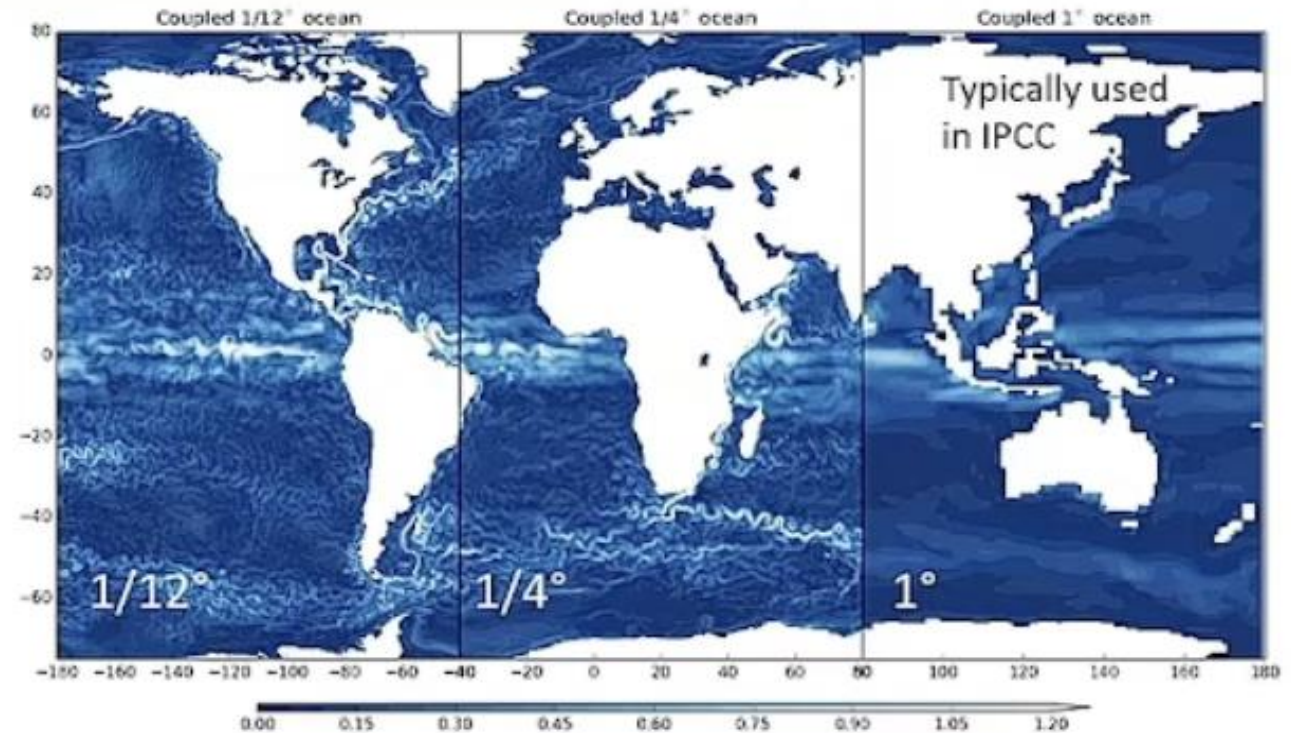 Coupled 1/12° ocean Coupled 1/4° ocean Coupled 1° ocean
80
Typically used
in IPCC
60
40
20
0
−20
−40
−60
1/12° 1/4° 1°
−180 −160 −140 −120 −100 −80 −60 −40 −20 0 20 40 60 80 100 120 140 160 180
0.00 0.15 0.30 0.45 0.60 0.75 0.90 1.05 1.20